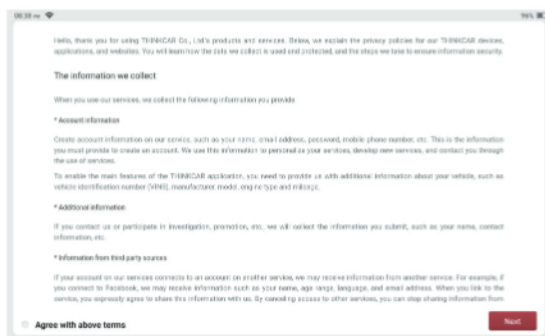 Hello, thank you for using THINKCAR Co., Ltd's products and services. Below, we explain the privacy policies for our THINKCAR devices,
applications, and websites. You will learn how the data we collect is used and protected, and the steps we take to ensure information security.
The information we collect
When you use our services, we collect the following information you provide
* Account information
Create account information on our service, such as your name, email address, password, mobile phone number, etc. This is the information
you must provide to create an account. We use this information to personalize your services, develop new services, and contact you through
the use of services.
To enable the main features of the THINKCAR application, you need to provide us with additional information about your vehicle, such as
vehicle identification number (VINS), manufacturer, model, engine type and mileage.
* Additional information
If you contact us or participate in investigation, promotion, etc., we will collect the information you submit, such as your name, contact
information, etc.
* Information from third party sources
If your account on our services connects to an account on another service, we may receive information from another service. For example, if
you connect to Facebook, we may receive information such as your name, age range, language, and email address. When you link to the
service, you expressly agree to share this information with us. By canceling access to other services, you can stop sharing information from
Agree with above terms
Next